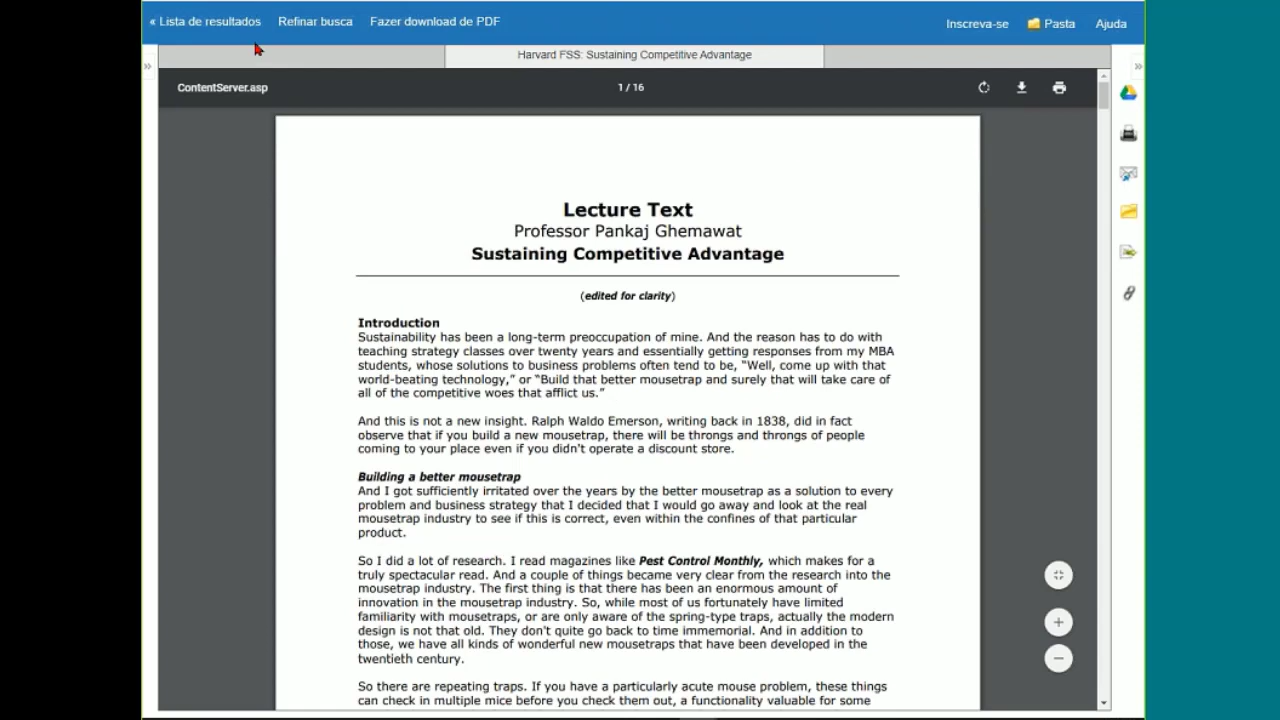 « Lista de resultados Refinar busca Fazer download de PDF Inscreva-se Pasta Ajuda
Harvard FSS: Sustaining Competitive Advantage
» »
ContentServer.asp 1 / 16
Lecture Text
Professor Pankaj Ghemawat
Sustaining Competitive Advantage
(edited for clarity)
Introduction
Sustainability has been a long-term preoccupation of mine. And the reason has to do with
teaching strategy classes over twenty years and essentially getting responses from my MBA
students, whose solutions to business problems often tend to be, “Well, come up with that
world-beating technology,” or “Build that better mousetrap and surely that will take care of
all of the competitive woes that afflict us.”
And this is not a new insight. Ralph Waldo Emerson, writing back in 1838, did in fact
observe that if you build a new mousetrap, there will be throngs and throngs of people
coming to your place even if you didn't operate a discount store.
Building a better mousetrap
And I got sufficiently irritated over the years by the better mousetrap as a solution to every
problem and business strategy that I decided that I would go away and look at the real
mousetrap industry to see if this is correct, even within the confines of that particular
product.
So I did a lot of research. I read magazines like Pest Control Monthly, which makes for a
truly spectacular read. And a couple of things became very clear from the research into the
mousetrap industry. The first thing is that there has been an enormous amount of
innovation in the mousetrap industry. So, while most of us fortunately have limited
familiarity with mousetraps, or are only aware of the spring-type traps, actually the modern
design is not that old. They don't quite go back to time immemorial. And in addition to
those, we have all kinds of wonderful new mousetraps that have been developed in the
twentieth century.
So there are repeating traps. If you have a particularly acute mouse problem, these things
can check in multiple mice before you check them out, a functionality valuable for some